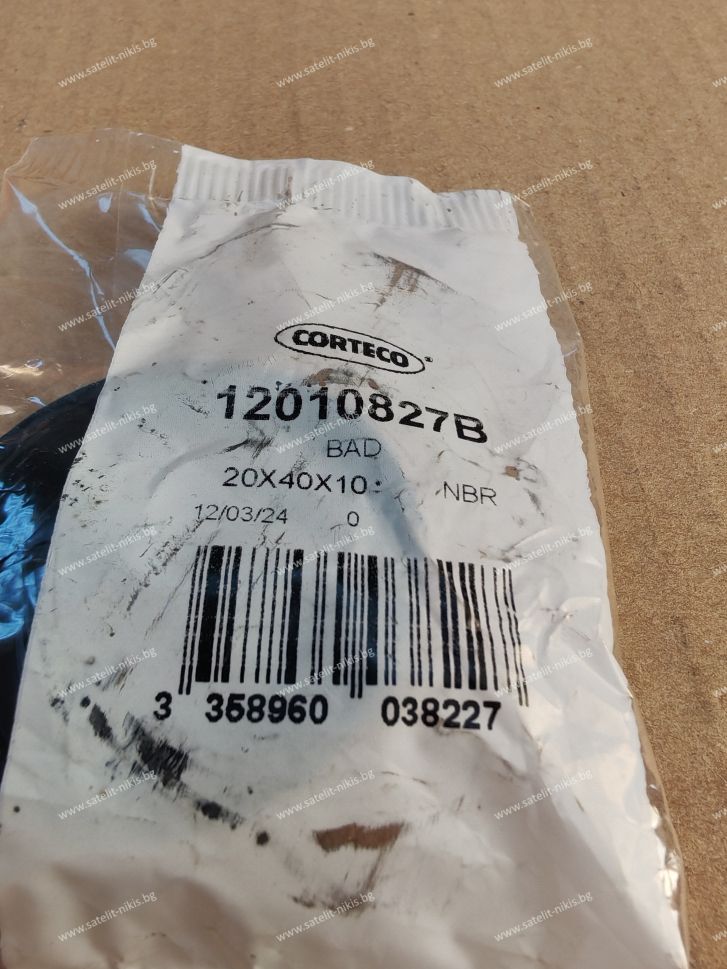 CORTECO
12010827B
BAD
20X40X10 NBR
12/03/24 0
3 358960 038227
www.satelit-nikis.bg